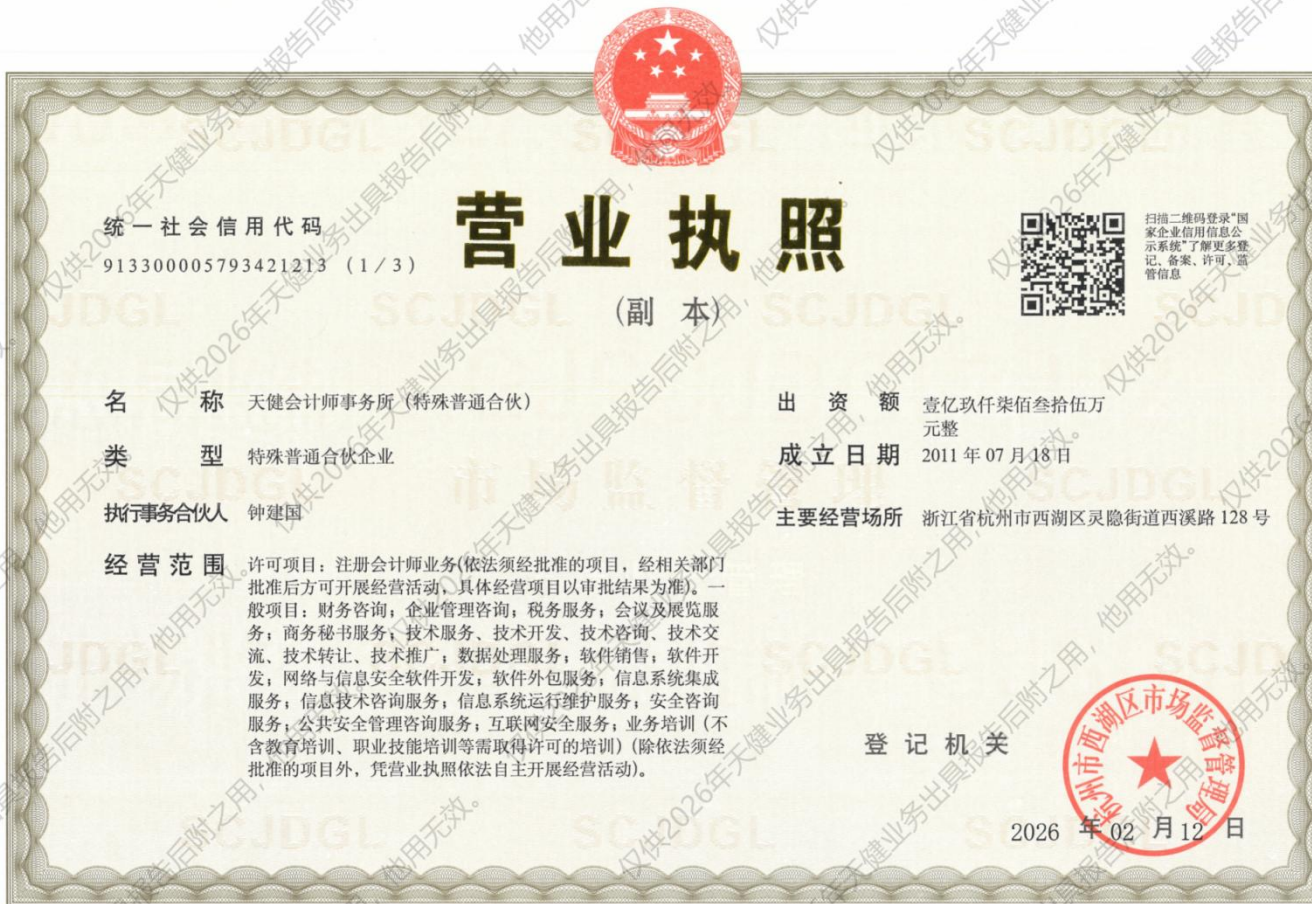 营业执照
(副 本)
统一社会信用代码
913300005793421213 (1/3)
扫描二维码登录“国
家企业信用信息公
示系统”了解更多登
记、备案、许可、监
管信息
名 称 天健会计师事务所（特殊普通合伙）
类 型 特殊普通合伙企业
执行事务合伙人 钟建国
经营范围 许可项目：注册会计师业务(依法须经批准的项目，经相关部门
批准后方可开展经营活动，具体经营项目以审批结果为准)。一
般项目：财务咨询；企业管理咨询；税务服务；会议及展览服
务；商务秘书服务；技术服务、技术开发、技术咨询、技术交
流、技术转让、技术推广；数据处理服务；软件销售；软件开
发；网络与信息安全软件开发；软件外包服务；信息系统集成
服务；信息技术咨询服务；信息系统运行维护服务；安全咨询
服务；公共安全管理咨询服务；互联网安全服务；业务培训（不
含教育培训、职业技能培训等需取得许可的培训）(除依法须经
批准的项目外，凭营业执照依法自主开展经营活动)。
出 资 额 壹亿玖仟柒佰叁拾伍万
元整
成立日期 2011年07月18日
主要经营场所 浙江省杭州市西湖区灵隐街道西溪路128号
登记机关
杭州市西湖区市场监督管理局
2026 年 02 月 12 日
仅供2026年天健业务出具报告后附之用，他用无效。
SCJDGL
市场监督管理